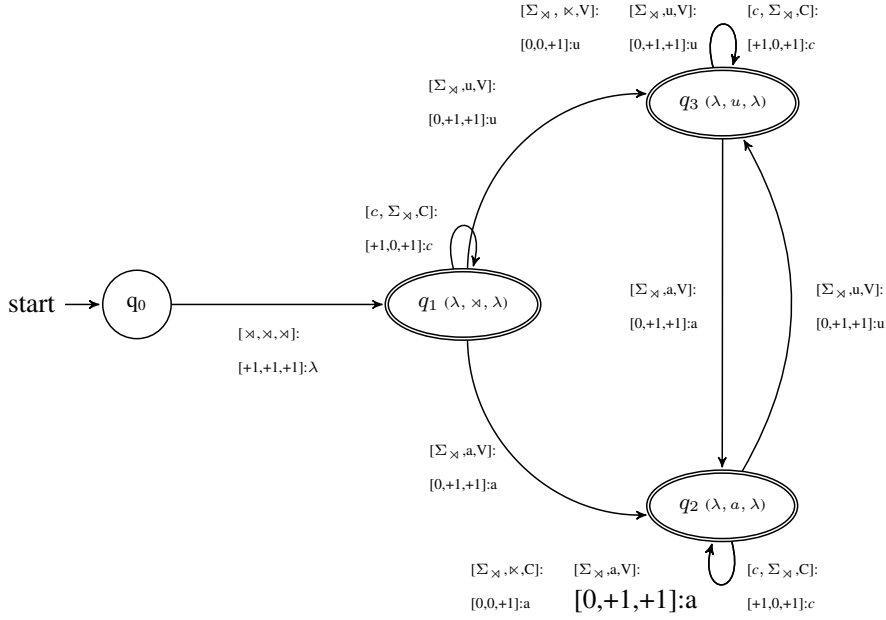 [Σ⋊, ⋉,V]: [Σ⋊,u,V]: [c, Σ⋊,C]:
[0,0,+1]:u [0,+1,+1]:u [+1,0,+1]:c
q3 (λ, u, λ)
[Σ⋊,u,V]:
[0,+1,+1]:u
[c, Σ⋊,C]:
[+1,0,+1]:c
start
q0
q1 (λ, ⋊, λ)
[⋊,⋊,⋊]:
[+1,+1,+1]:λ
[Σ⋊,a,V]:
[0,+1,+1]:a
[Σ⋊,u,V]:
[0,+1,+1]:u
[Σ⋊,a,V]:
[0,+1,+1]:a
q2 (λ, a, λ)
[Σ⋊,⋉,C]: [Σ⋊,a,V]: [c, Σ⋊,C]:
[0,0,+1]:a [0,+1,+1]:a [+1,0,+1]:c